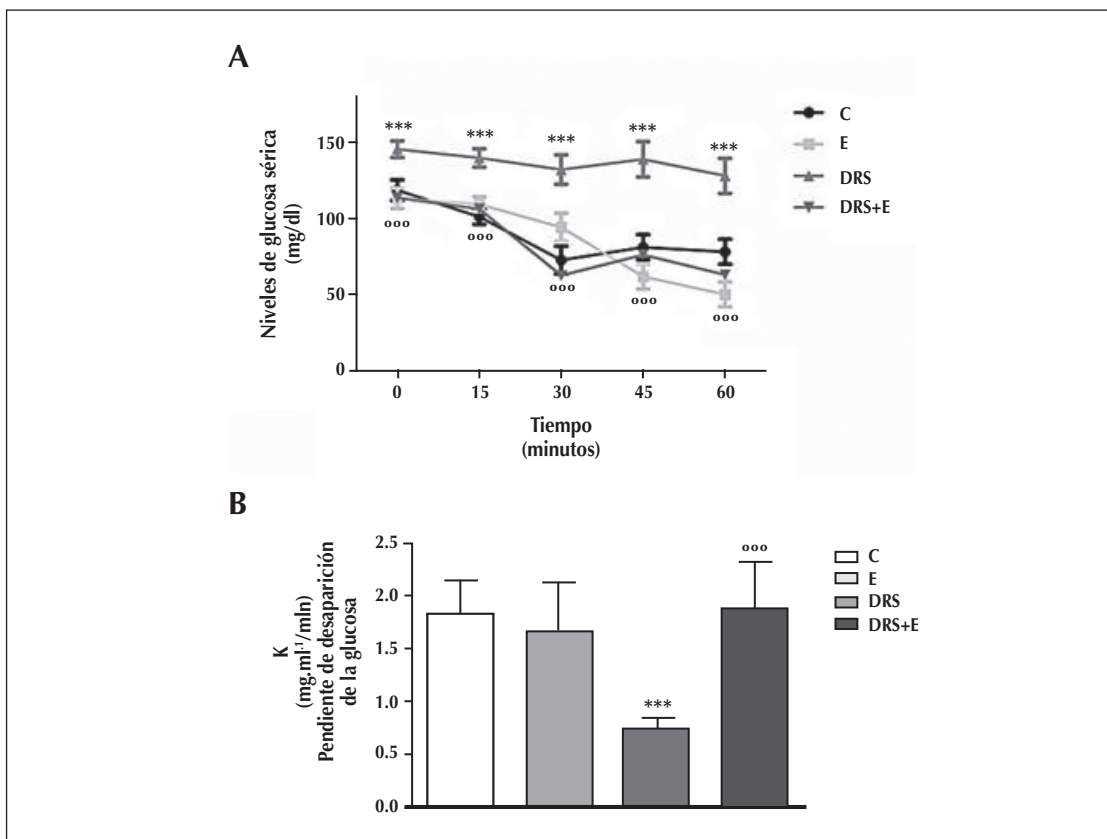 A
Niveles de glucosa sérica
(mg/dl)
150
100
50
0
***
***
***
***
***
ooo
ooo
ooo
ooo
ooo
0 15 30 45 60
Tiempo
(minutos)
C
E
DRS
DRS+E
B
K
(mg.ml-1/mln)
Pendiente de desaparición
de la glucosa
2.5
2.0
1.5
1.0
0.5
0.0
***
ooo
C
E
DRS
DRS+E